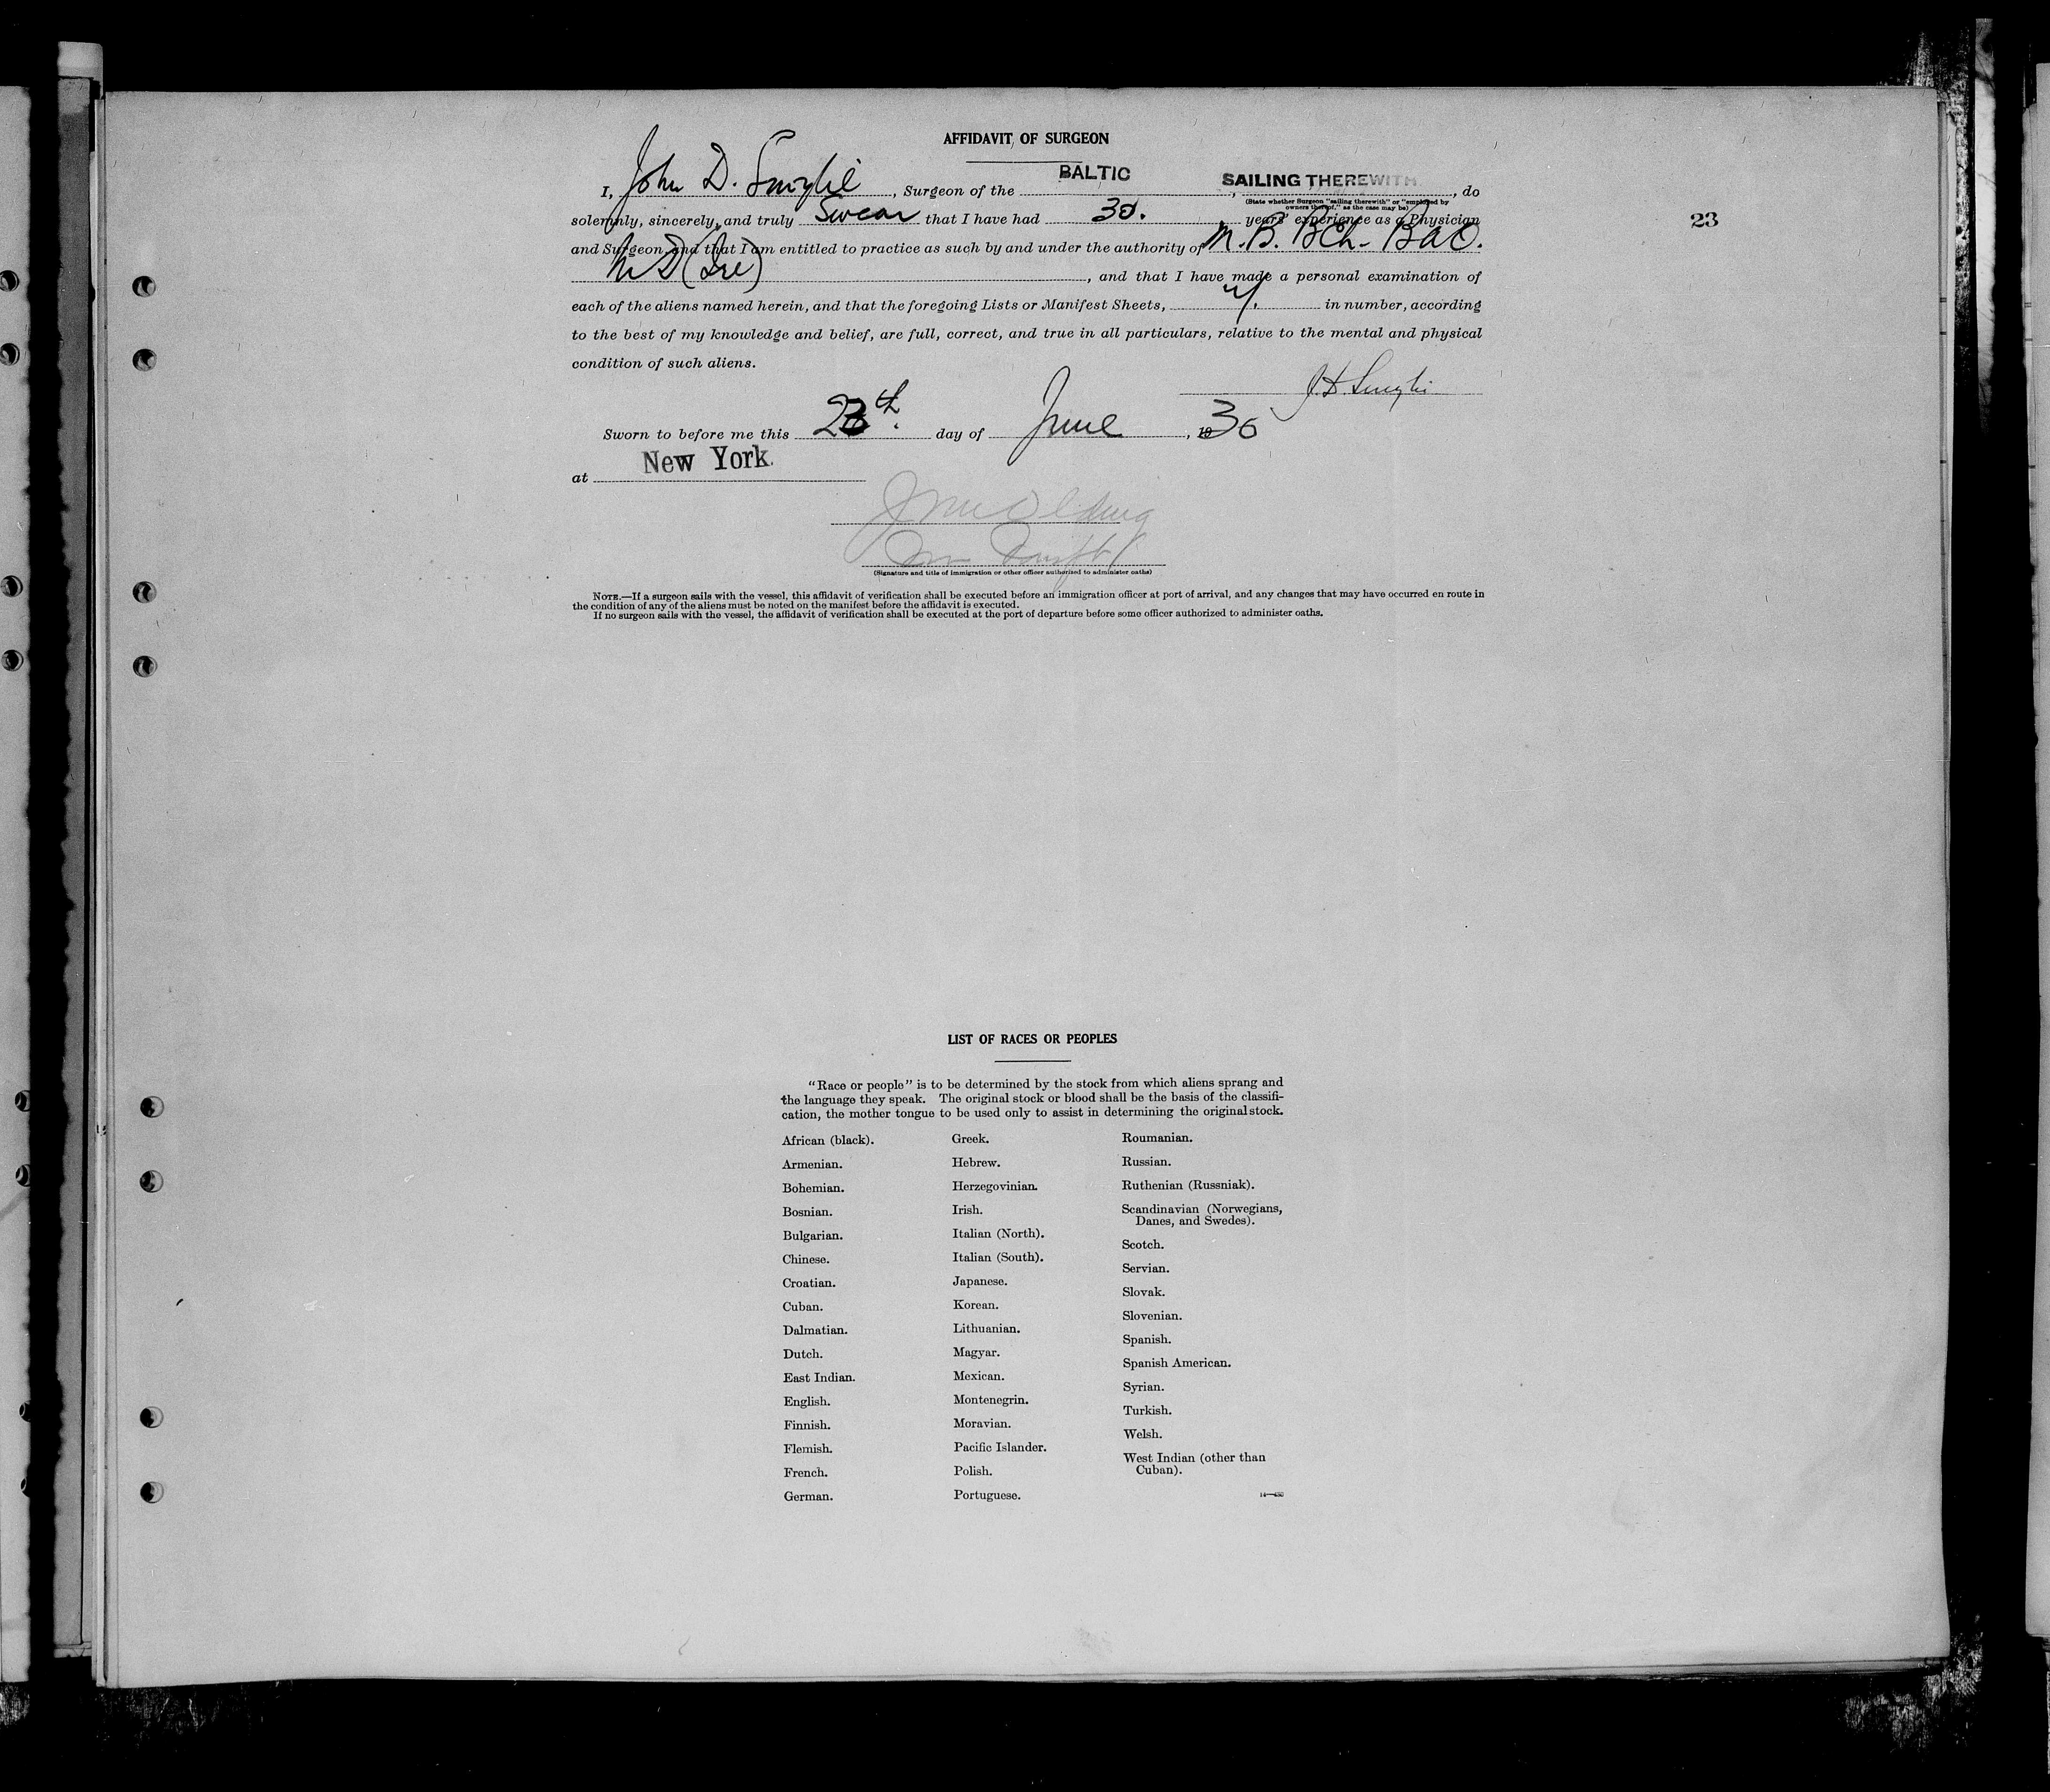 AFFIDAVIT OF SURGEON
I, John D. Smylie, Surgeon of the BALTIC, SAILING THEREWITH, do
(State whether Surgeon "sailing therewith" or "employed by
owners thereof," as the case may be)
23
solemnly, sincerely, and truly Swear that I have had 30. years' experience as a Physician
and Surgeon and that I am entitled to practice as such by and under the authority of M.B. BCh. BAO.
MD (Ire), and that I have made a personal examination of
each of the aliens named herein, and that the foregoing Lists or Manifest Sheets, in number, according
to the best of my knowledge and belief, are full, correct, and true in all particulars, relative to the mental and physical
condition of such aliens.
J.D. Smylie
Sworn to before me this day of June, 1930
at New York.
(Signature and title of immigration or other officer authorized to administer oaths)
NOTE.—If a surgeon sails with the vessel, this affidavit of verification shall be executed before an immigration officer at port of arrival, and any changes that may have occurred en route in
the condition of any of the aliens must be noted on the manifest before the affidavit is executed.
If no surgeon sails with the vessel, the affidavit of verification shall be executed at the port of departure before some officer authorized to administer oaths.
LIST OF RACES OR PEOPLES
"Race or people" is to be determined by the stock from which aliens sprang and
the language they speak. The original stock or blood shall be the basis of the classifi-
cation, the mother tongue to be used only to assist in determining the original stock.
African (black).
Armenian.
Bohemian.
Bosnian.
Bulgarian.
Chinese.
Croatian.
Cuban.
Dalmatian.
Dutch.
East Indian.
English.
Finnish.
Flemish.
French.
German.
Greek.
Hebrew.
Herzegovinian.
Irish.
Italian (North).
Italian (South).
Japanese.
Korean.
Lithuanian.
Magyar.
Mexican.
Montenegrin.
Moravian.
Pacific Islander.
Polish.
Portuguese.
Roumanian.
Russian.
Ruthenian (Russniak).
Scandinavian (Norwegians,
Danes, and Swedes).
Scotch.
Servian.
Slovak.
Slovenian.
Spanish.
Spanish American.
Syrian.
Turkish.
Welsh.
West Indian (other than
Cuban).